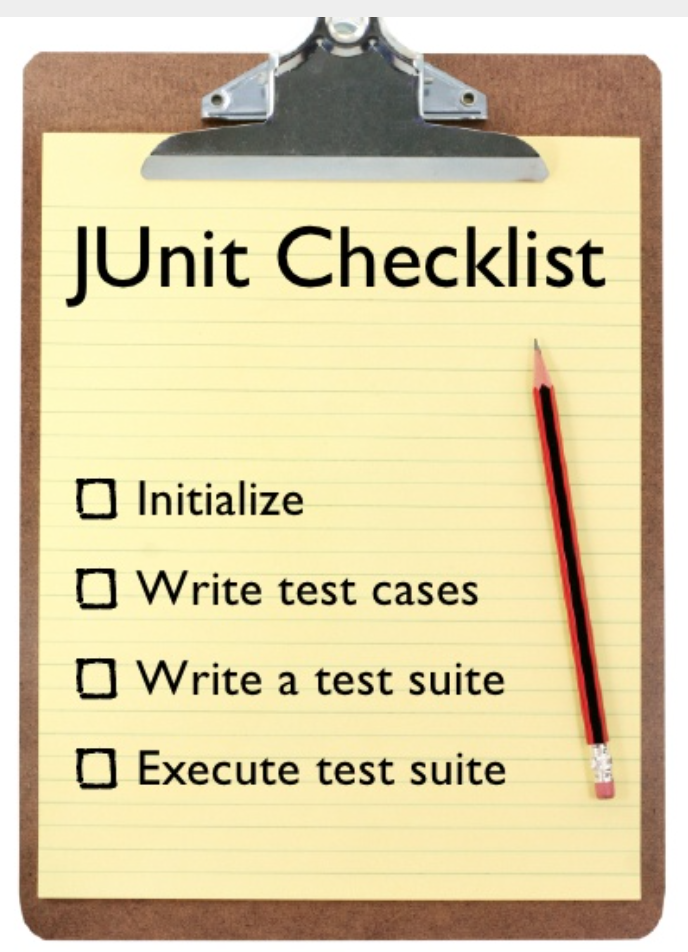 JUnit Checklist
Initialize
Write test cases
Write a test suite
Execute test suite